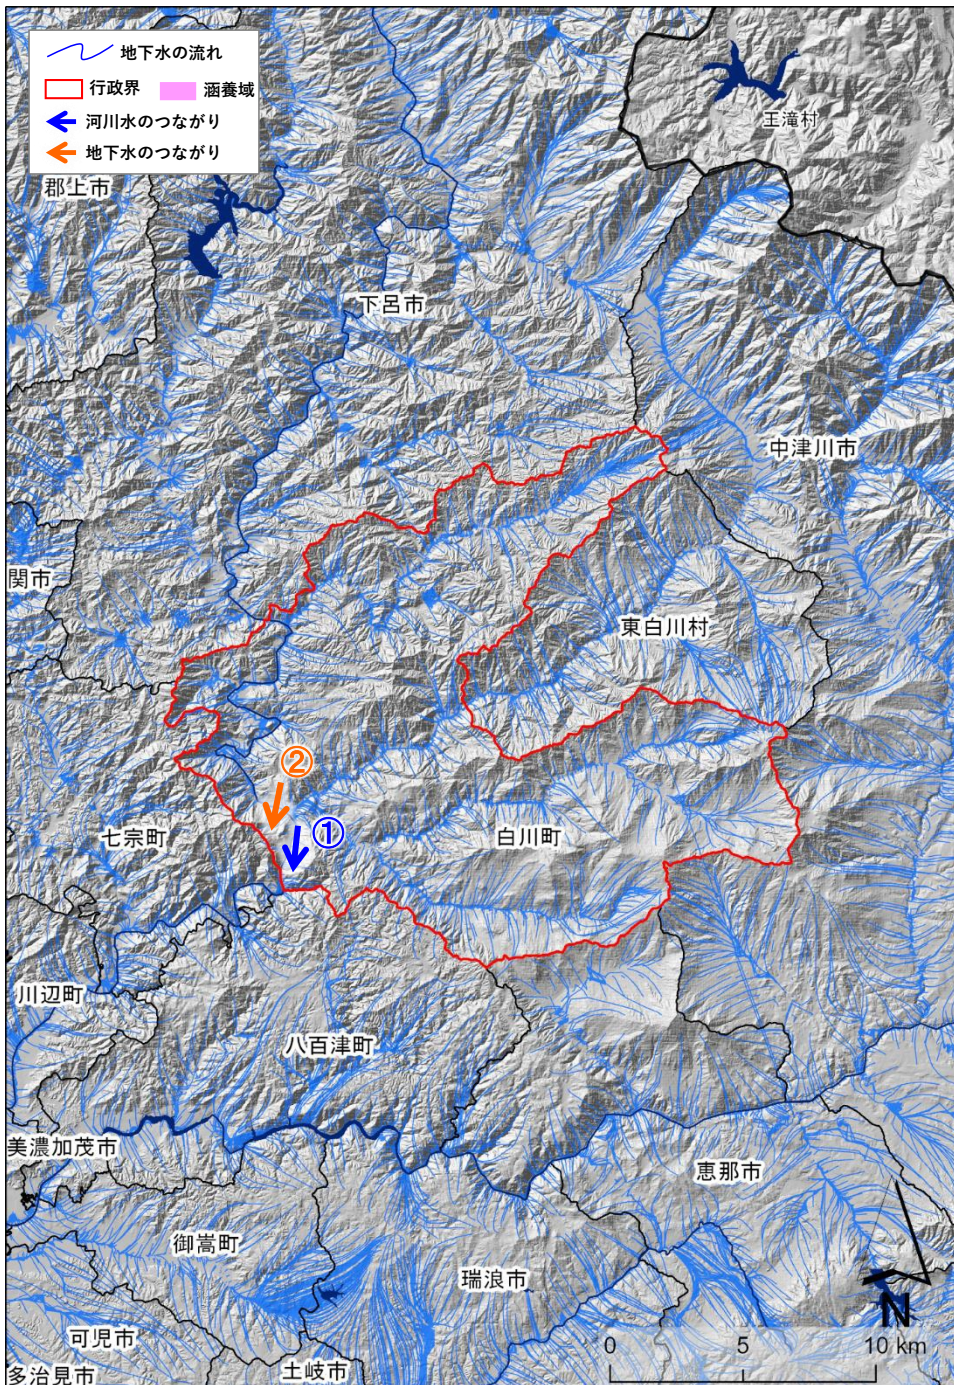 地下水の流れ
行政界 涵養域
河川水のつながり
地下水のつながり
王滝村
郡上市
下呂市
中津川市
関市
東白川村
②
①
七宗町
白川町
川辺町
八百津町
美濃加茂市
恵那市
御嵩町
瑞浪市
N
可児市
0 5 10 km
多治見市
土岐市